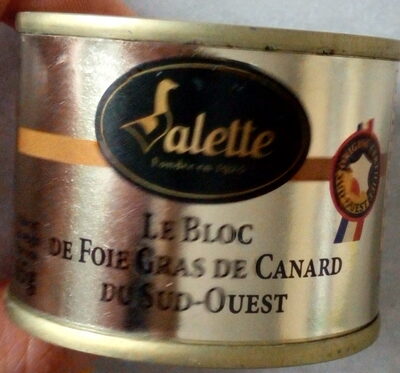 Valette
Le Bloc
de Foie Gras de Canard
du Sud-Ouest